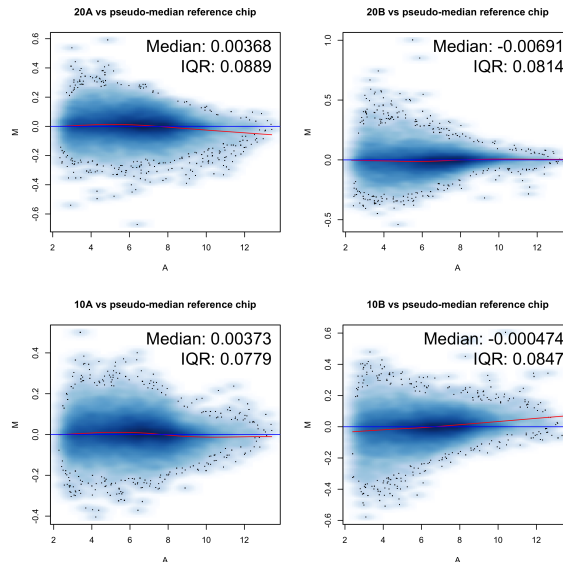 20A vs pseudo-median reference chip
Median: 0.00368
IQR: 0.0889
M
0.6
0.4
0.2
0.0
-0.2
-0.4
-0.6
2 4 6 8 10 12
A
20B vs pseudo-median reference chip
Median: -0.00691
IQR: 0.0814
M
1.0
0.5
0.0
-0.5
2 4 6 8 10 12
A
10A vs pseudo-median reference chip
Median: 0.00373
IQR: 0.0779
M
0.4
0.2
0.0
-0.2
-0.4
2 4 6 8 10 12
A
10B vs pseudo-median reference chip
Median: -0.000474
IQR: 0.0847
M
0.6
0.4
0.2
0.0
-0.2
-0.4
-0.6
2 4 6 8 10 12
A